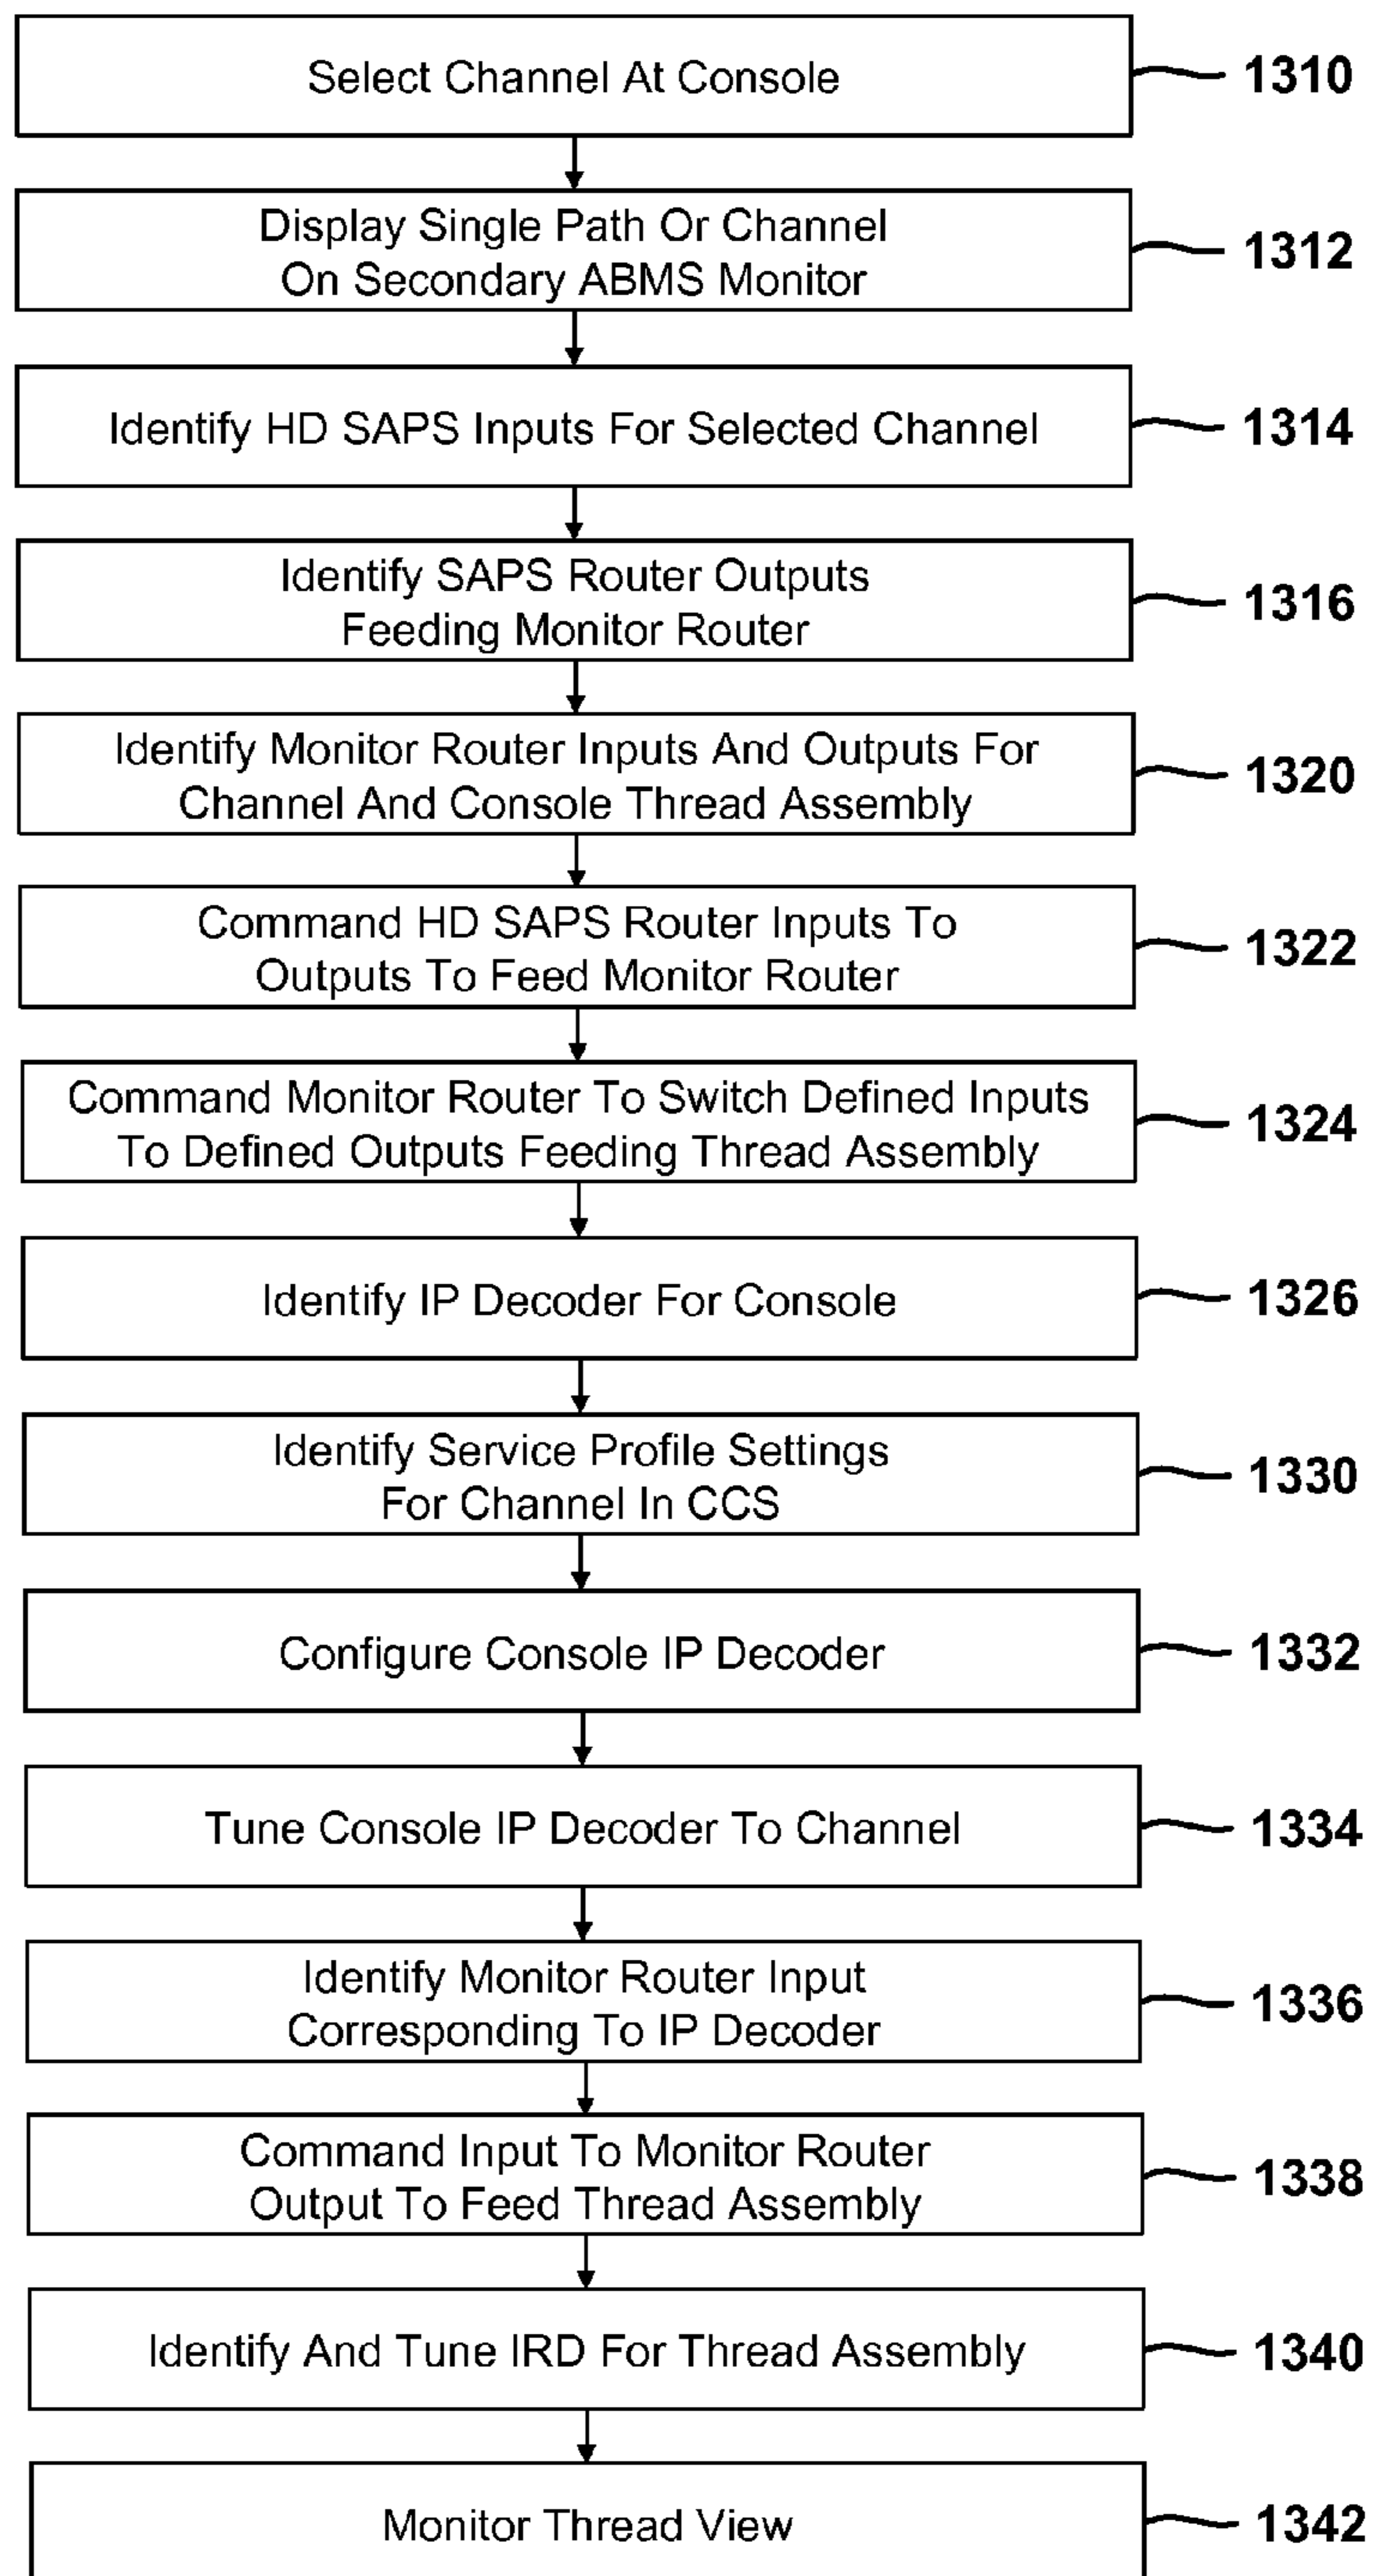 Select Channel At Console
1310
Display Single Path Or Channel
On Secondary ABMS Monitor
1312
Identify HD SAPS Inputs For Selected Channel
1314
Identify SAPS Router Outputs
Feeding Monitor Router
1316
Identify Monitor Router Inputs And Outputs For
Channel And Console Thread Assembly
1320
Command HD SAPS Router Inputs To
Outputs To Feed Monitor Router
1322
Command Monitor Router To Switch Defined Inputs
To Defined Outputs Feeding Thread Assembly
1324
Identify IP Decoder For Console
1326
Identify Service Profile Settings
For Channel In CCS
1330
Configure Console IP Decoder
1332
Tune Console IP Decoder To Channel
1334
Identify Monitor Router Input
Corresponding To IP Decoder
1336
Command Input To Monitor Router
Output To Feed Thread Assembly
1338
Identify And Tune IRD For Thread Assembly
1340
Monitor Thread View
1342